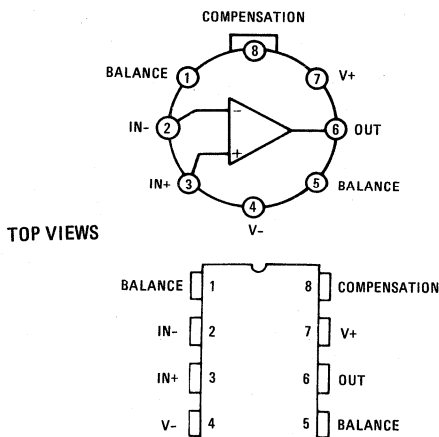 COMPENSATION
8
BALANCE 1
7 V+
IN- 2
-
6 OUT
IN+ 3
+
5 BALANCE
4
V-
TOP VIEWS
BALANCE 1 8 COMPENSATION
IN- 2 7 V+
IN+ 3 6 OUT
V- 4 5 BALANCE